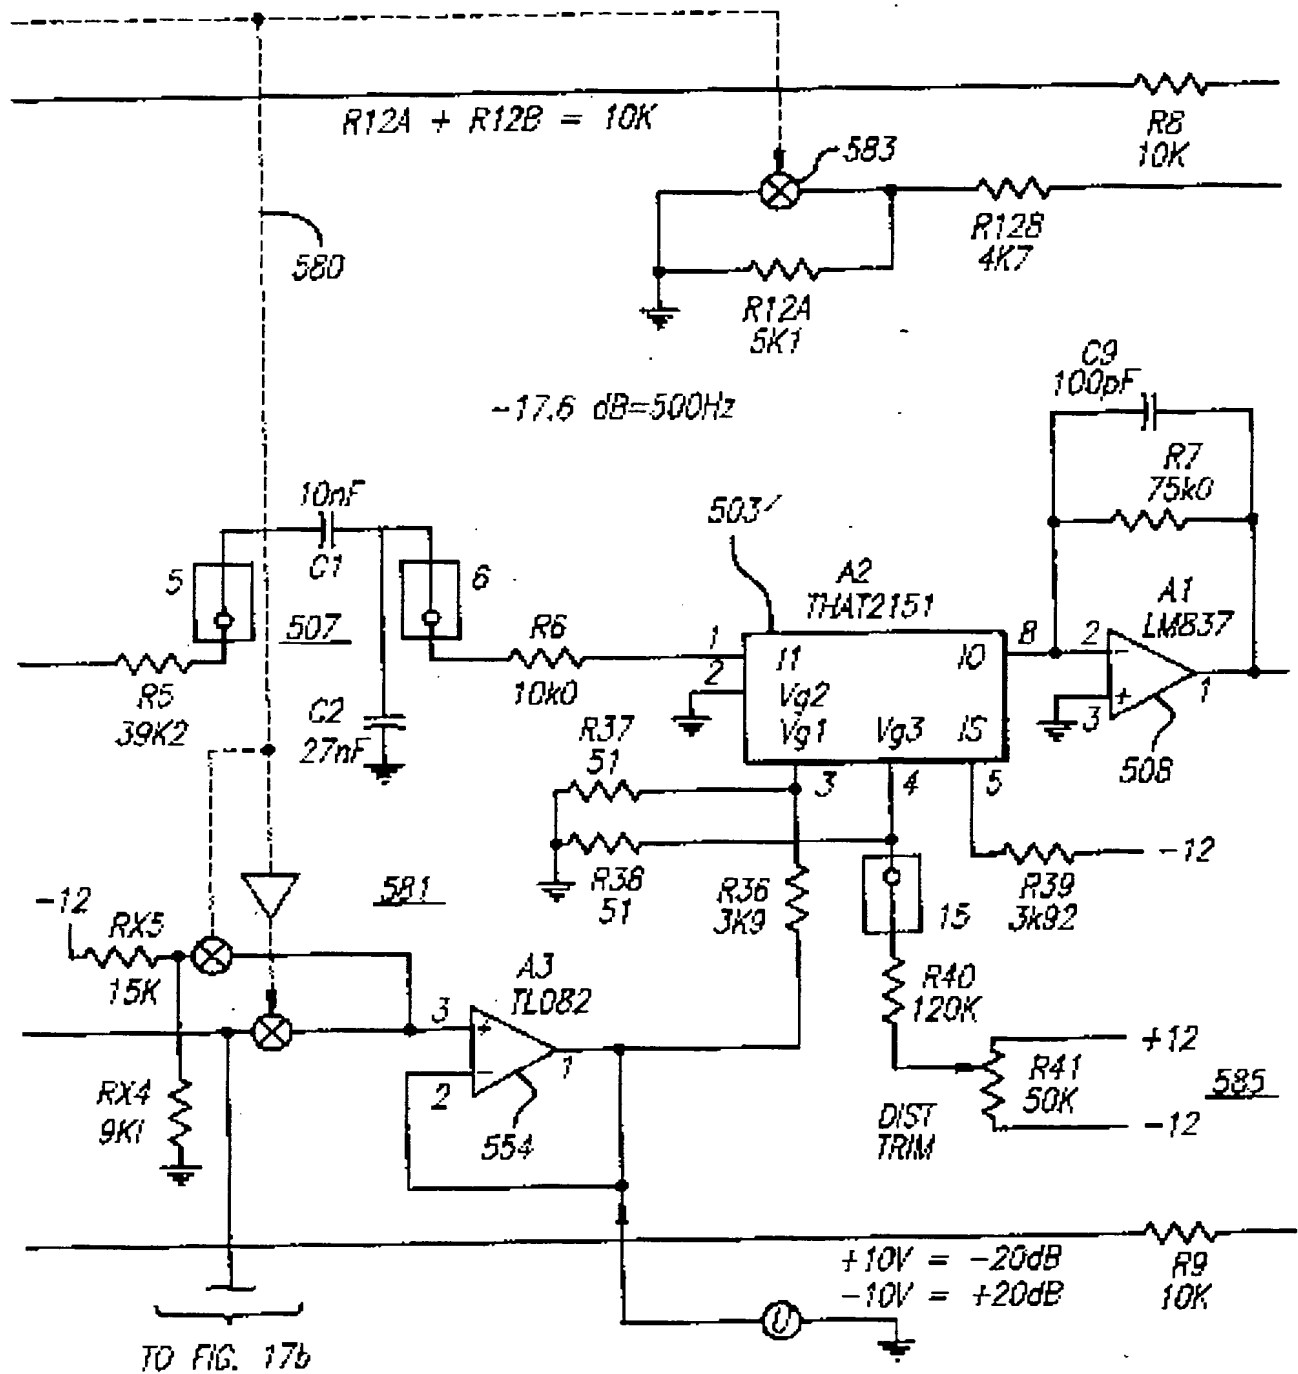 R12A + R12B = 10K
R8
10K
583
R12B
4K7
580
R12A
5K1
C9
100pF
-17.6 dB=500Hz
R7
75k0
10nF
C1
503'
5
6
507
A2
THAT2151
A1
LM837
R6
10k0
1
2
I1
Vg2
Vg1
Vg3
IO
IS
8
2
3
1
508
R5
39K2
C2
27nF
R37
51
3
4
5
R38
51
R36
3K9
-12
R39
3k92
15
581
-12
RX5
15K
A3
TL082
3
2
1
554
R40
120K
+12
R41
50K
-12
585
DIST
TRIM
RX4
9K1
+10V = -20dB
-10V = +20dB
R9
10K
U
TO FIG. 17b